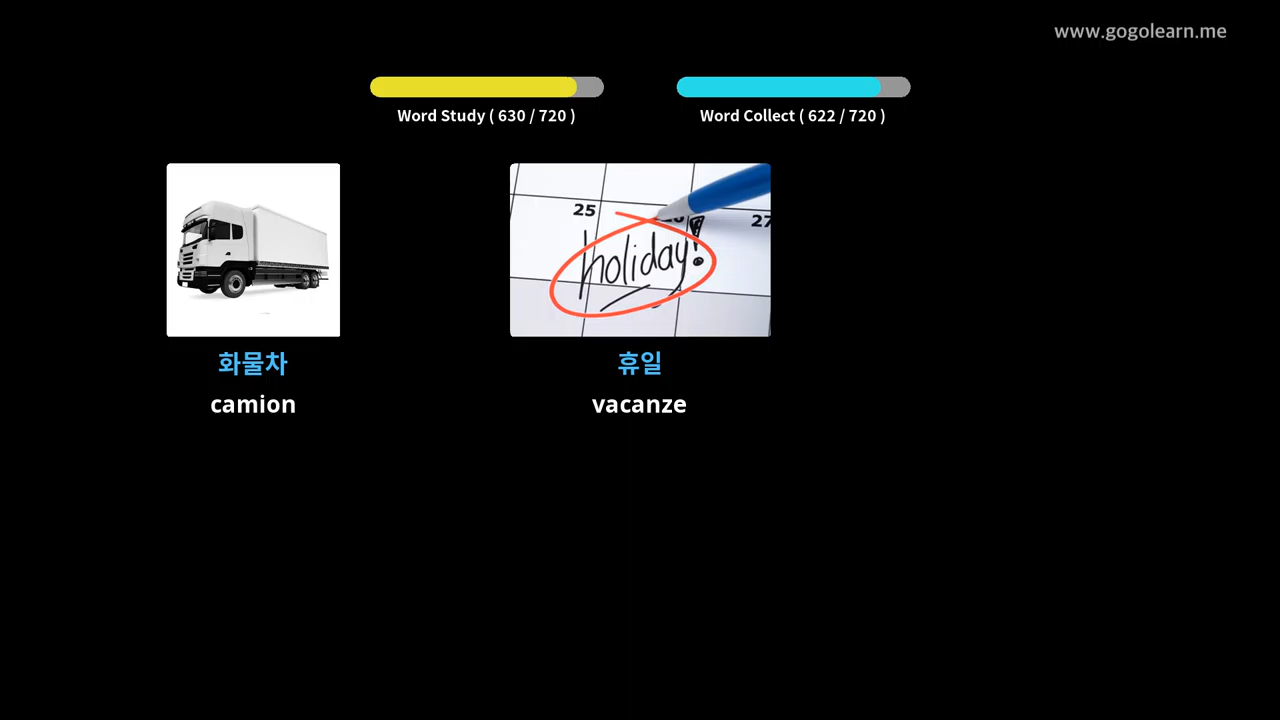 www.gogolearn.me
Word Study ( 630 / 720 )
Word Collect ( 622 / 720 )
25
27
holiday!
화물차
휴일
camion
vacanze